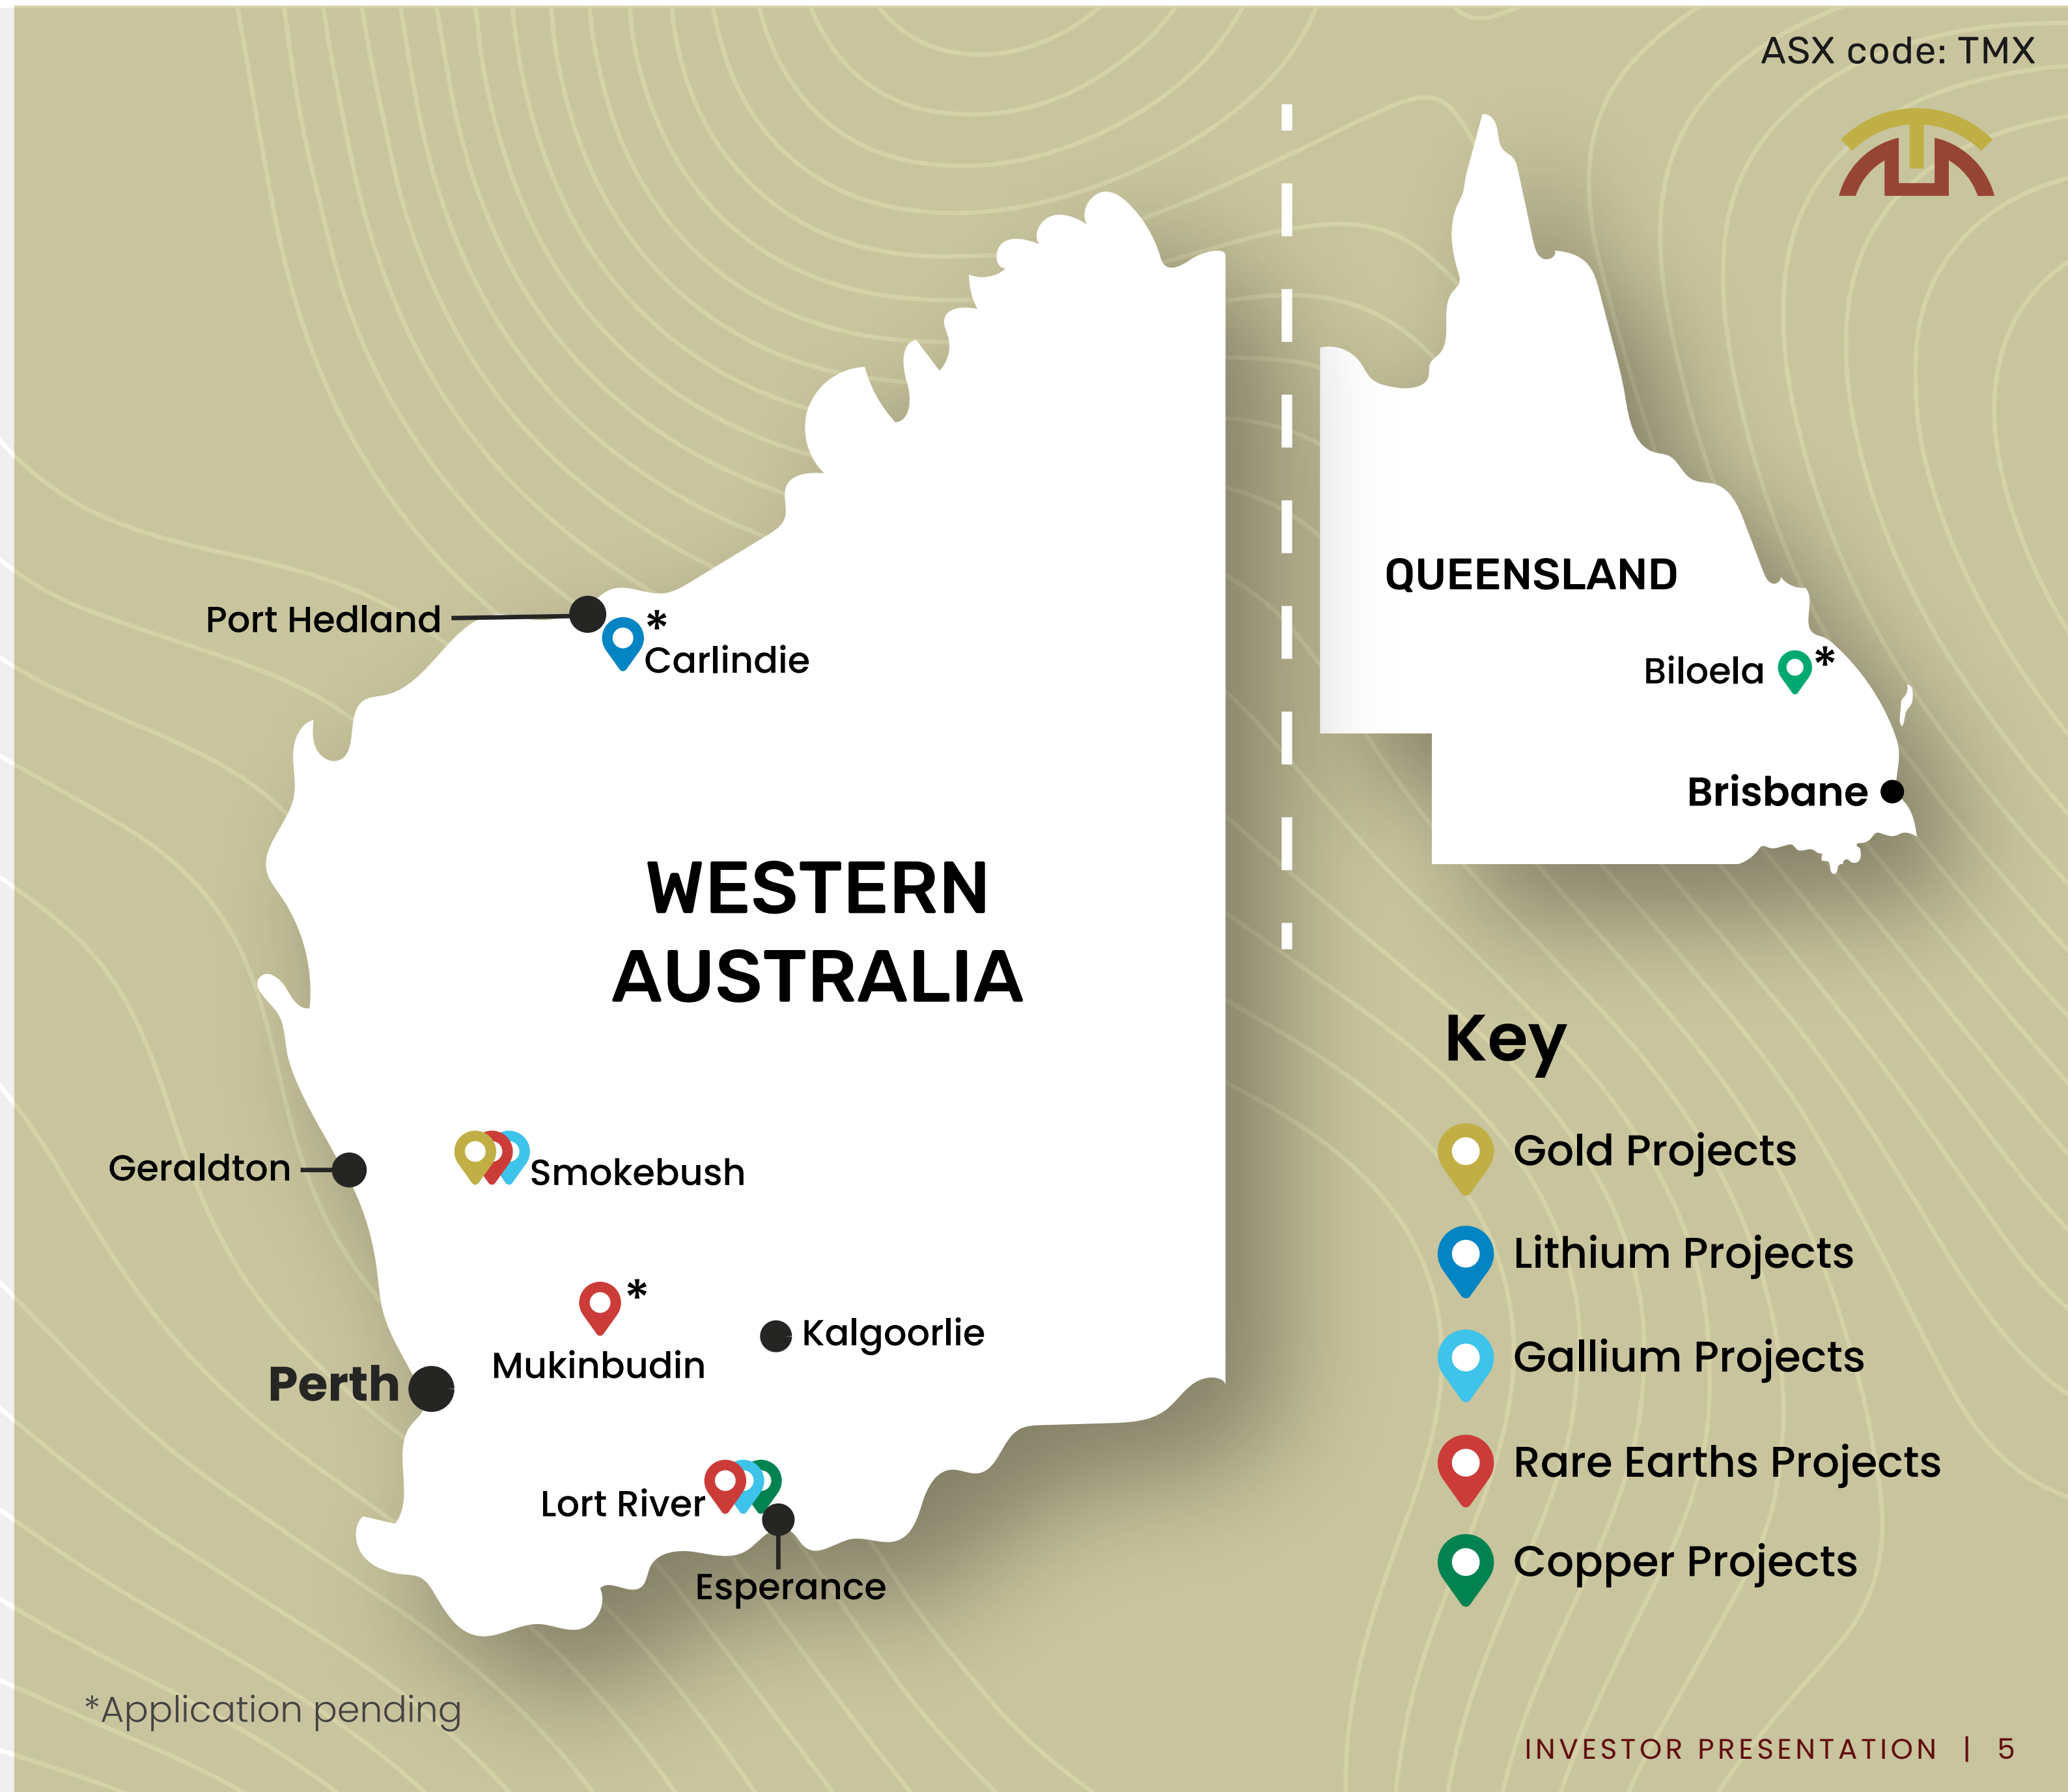 ASX code: TMX
QUEENSLAND
Port Hedland
*
Carlindie
Biloela
*
Brisbane
WESTERN
AUSTRALIA
Key
Gold Projects
Lithium Projects
Gallium Projects
Rare Earths Projects
Copper Projects
Geraldton
Smokebush
*
Mukinbudin
Kalgoorlie
Perth
Lort River
Esperance
*Application pending
INVESTOR PRESENTATION | 5